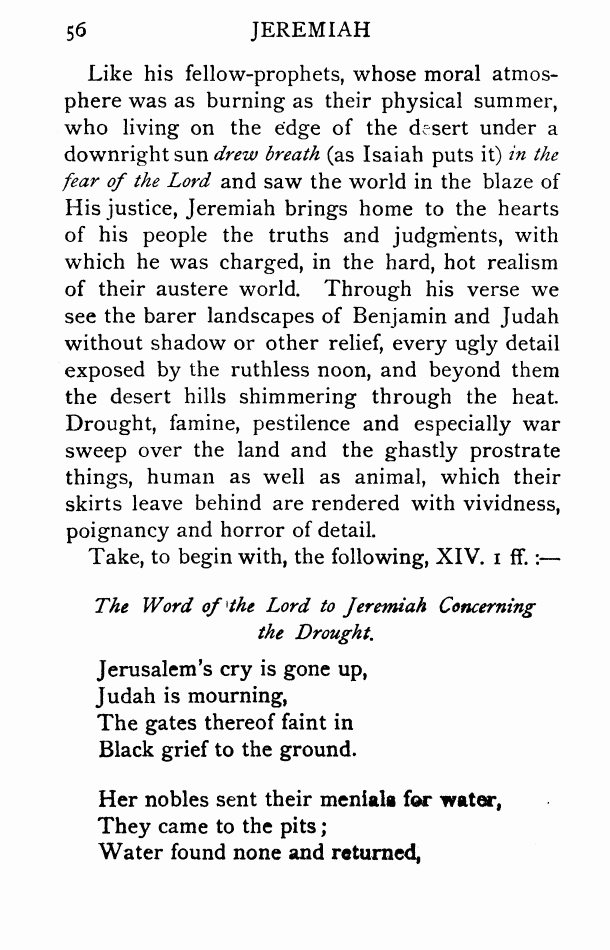 56 JEREMIAH
Like his fellow-prophets, whose moral atmos-
phere was as burning as their physical summer,
who living on the edge of the desert under a
downright sun drew breath (as Isaiah puts it) in the
fear of the Lord and saw the world in the blaze of
His justice, Jeremiah brings home to the hearts
of his people the truths and judgments, with
which he was charged, in the hard, hot realism
of their austere world. Through his verse we
see the barer landscapes of Benjamin and Judah
without shadow or other relief, every ugly detail
exposed by the ruthless noon, and beyond them
the desert hills shimmering through the heat.
Drought, famine, pestilence and especially war
sweep over the land and the ghastly prostrate
things, human as well as animal, which their
skirts leave behind are rendered with vividness,
poignancy and horror of detail.
Take, to begin with, the following, XIV. 1 ff. :—
The Word of the Lord to Jeremiah Concerning
the Drought.
Jerusalem's cry is gone up,
Judah is mourning,
The gates thereof faint in
Black grief to the ground.
Her nobles sent their menials for water,
They came to the pits ;
Water found none and returned,